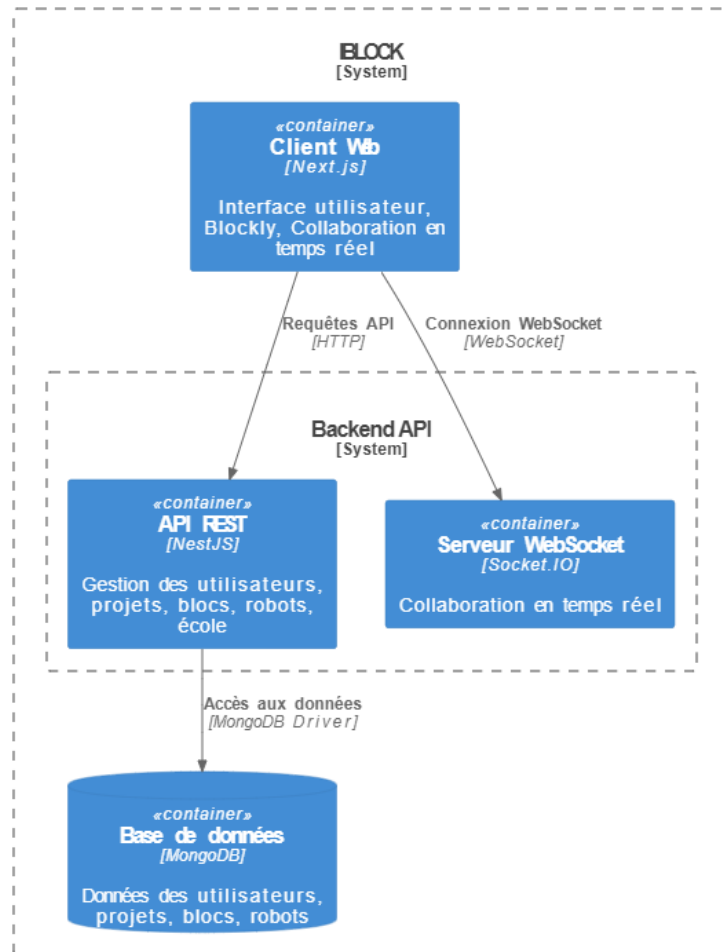 IBLOCK
[System]
«container»
Client Web
[Next.js]
Interface utilisateur,
Blockly, Collaboration en
temps réel
Requêtes API
[HTTP]
Connexion WebSocket
[WebSocket]
Backend API
[System]
«container»
API REST
[NestJS]
Gestion des utilisateurs,
projets, blocs, robots,
école
«container»
Serveur WebSocket
[Socket.IO]
Collaboration en temps réel
Accès aux données
[MongoDB Driver]
«container»
Base de données
[MongoDB]
Données des utilisateurs,
projets, blocs, robots